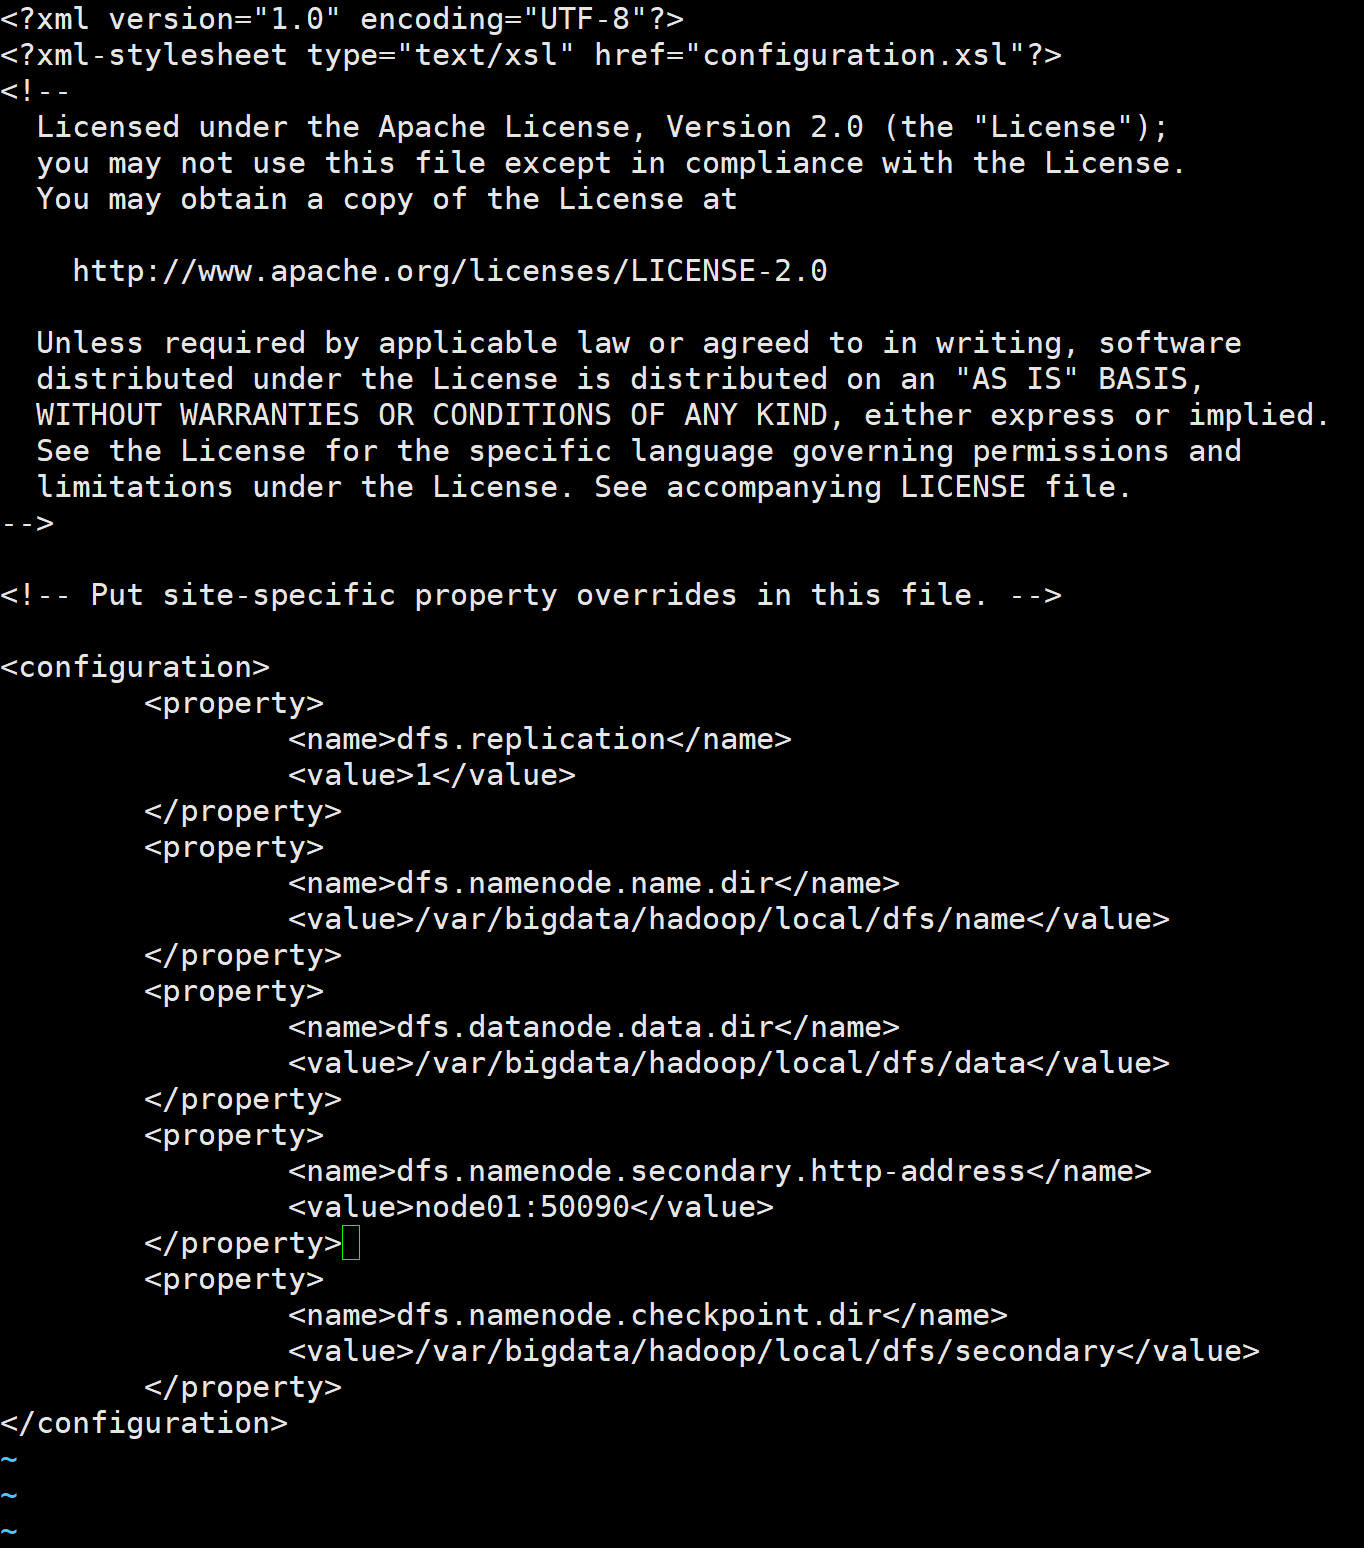 <?xml version="1.0" encoding="UTF-8"?>
<?xml-stylesheet type="text/xsl" href="configuration.xsl"?>
<!--
  Licensed under the Apache License, Version 2.0 (the "License");
  you may not use this file except in compliance with the License.
  You may obtain a copy of the License at

    http://www.apache.org/licenses/LICENSE-2.0

  Unless required by applicable law or agreed to in writing, software
  distributed under the License is distributed on an "AS IS" BASIS,
  WITHOUT WARRANTIES OR CONDITIONS OF ANY KIND, either express or implied.
  See the License for the specific language governing permissions and
  limitations under the License. See accompanying LICENSE file.
-->

<!-- Put site-specific property overrides in this file. -->

<configuration>
        <property>
                <name>dfs.replication</name>
                <value>1</value>
        </property>
        <property>
                <name>dfs.namenode.name.dir</name>
                <value>/var/bigdata/hadoop/local/dfs/name</value>
        </property>
        <property>
                <name>dfs.datanode.data.dir</name>
                <value>/var/bigdata/hadoop/local/dfs/data</value>
        </property>
        <property>
                <name>dfs.namenode.secondary.http-address</name>
                <value>node01:50090</value>
        </property>
        <property>
                <name>dfs.namenode.checkpoint.dir</name>
                <value>/var/bigdata/hadoop/local/dfs/secondary</value>
        </property>
</configuration>
~
~
~